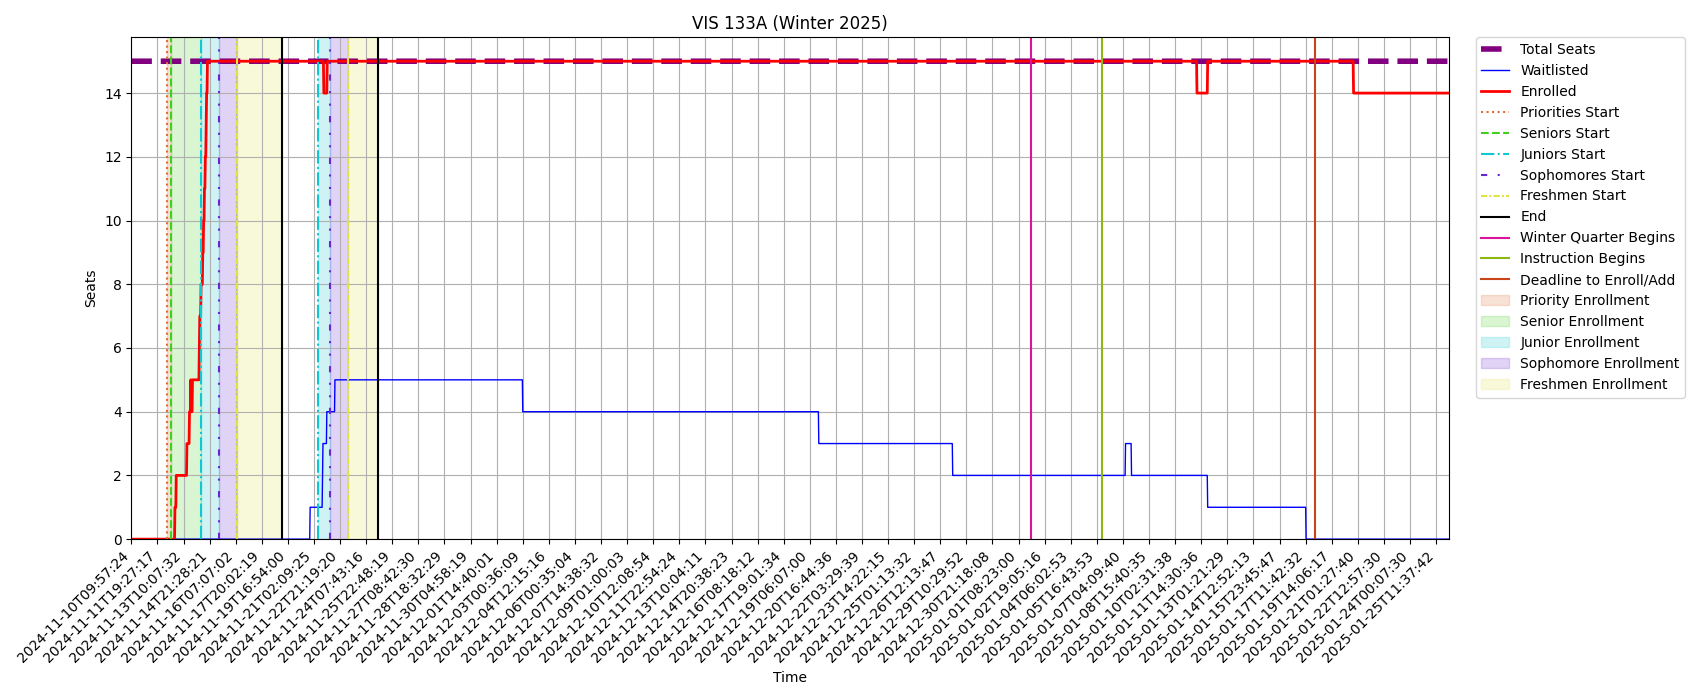 VIS 133A (Winter 2025)
Seats
14
12
10
8
6
4
2
0
2024-11-10T09:57:24
2024-11-11T19:27:17
2024-11-13T10:07:32
2024-11-14T21:28:21
2024-11-16T07:07:02
2024-11-17T20:02:19
2024-11-19T16:54:00
2024-11-21T02:09:25
2024-11-22T21:19:20
2024-11-24T07:43:16
2024-11-25T22:48:19
2024-11-27T08:42:30
2024-11-28T18:32:29
2024-11-30T04:58:19
2024-12-01T14:40:01
2024-12-03T00:36:09
2024-12-04T12:15:16
2024-12-06T00:35:04
2024-12-07T14:38:32
2024-12-09T01:00:03
2024-12-10T12:08:54
2024-12-11T22:54:24
2024-12-13T10:04:11
2024-12-14T20:38:23
2024-12-16T08:18:12
2024-12-17T19:01:34
2024-12-19T06:07:00
2024-12-20T16:44:36
2024-12-22T03:29:39
2024-12-23T14:22:15
2024-12-25T01:13:32
2024-12-26T12:13:47
2024-12-29T10:29:52
2024-12-30T21:18:08
2025-01-01T08:23:00
2025-01-02T19:05:16
2025-01-04T06:02:53
2025-01-05T16:43:53
2025-01-07T04:09:40
2025-01-08T15:40:35
2025-01-10T02:31:38
2025-01-11T14:30:36
2025-01-13T01:21:29
2025-01-14T12:52:13
2025-01-15T23:45:47
2025-01-17T11:42:32
2025-01-19T14:06:17
2025-01-21T01:27:40
2025-01-22T12:57:30
2025-01-24T00:07:30
2025-01-25T11:37:42
Time
Total Seats
Waitlisted
Enrolled
Priorities Start
Seniors Start
Juniors Start
Sophomores Start
Freshmen Start
End
Winter Quarter Begins
Instruction Begins
Deadline to Enroll/Add
Priority Enrollment
Senior Enrollment
Junior Enrollment
Sophomore Enrollment
Freshmen Enrollment